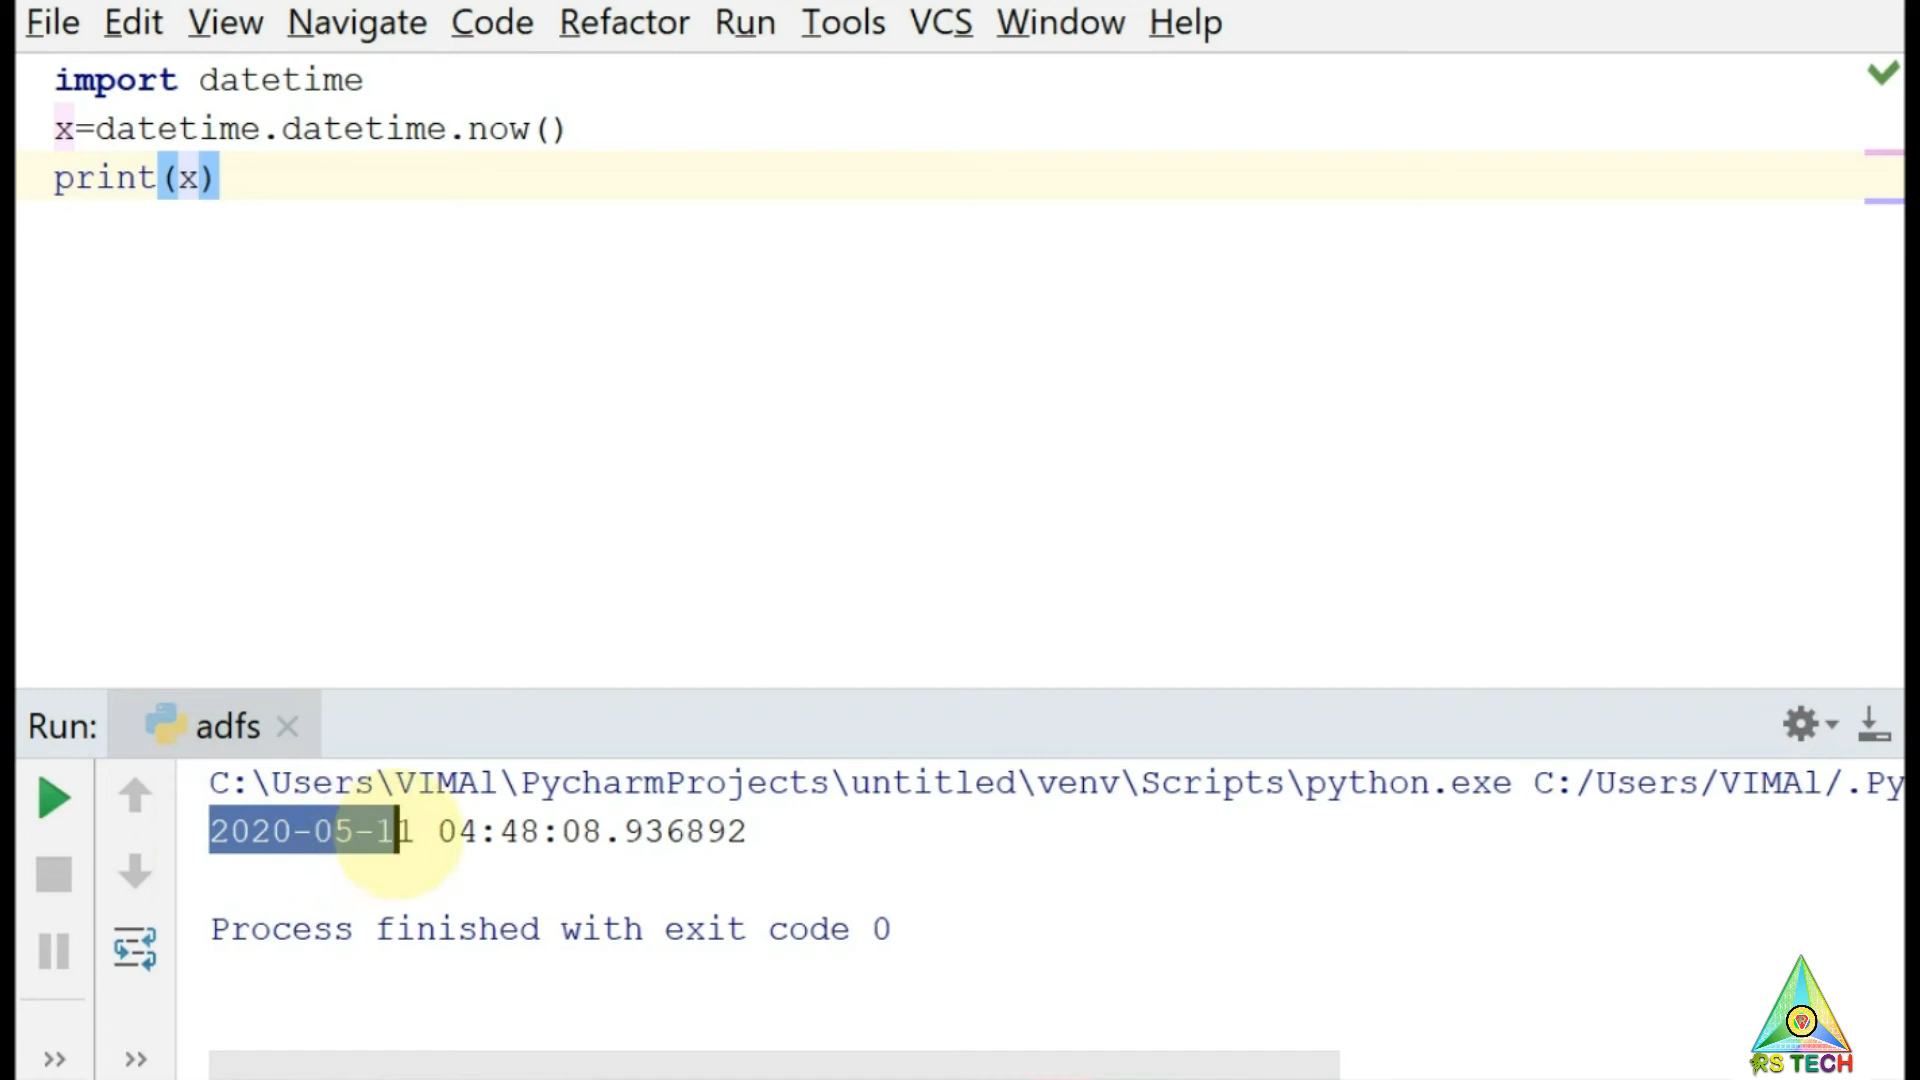 File Edit View Navigate Code Refactor Run Tools VCS Window Help
import datetime
x=datetime.datetime.now()
print(x)
Run: adfs
C:\Users\VIMAl\PycharmProjects\untitled\venv\Scripts\python.exe C:/Users/VIMAl/.Py
2020-05-11 04:48:08.936892
Process finished with exit code 0
RS TECH